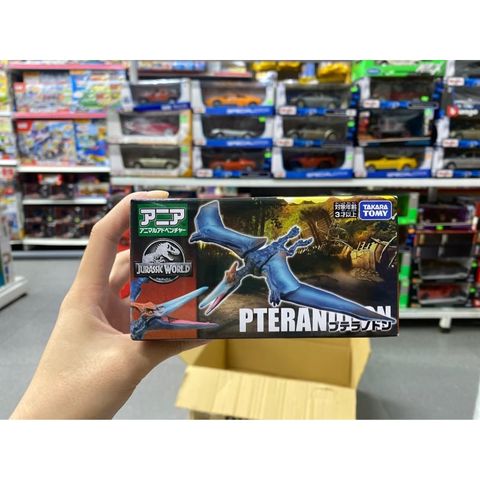 アニア
アニマルアドベンチャー
JURASSIC WORLD
対象年齢
3才以上
TAKARA
TOMY
PTERANODON
プテラノドン